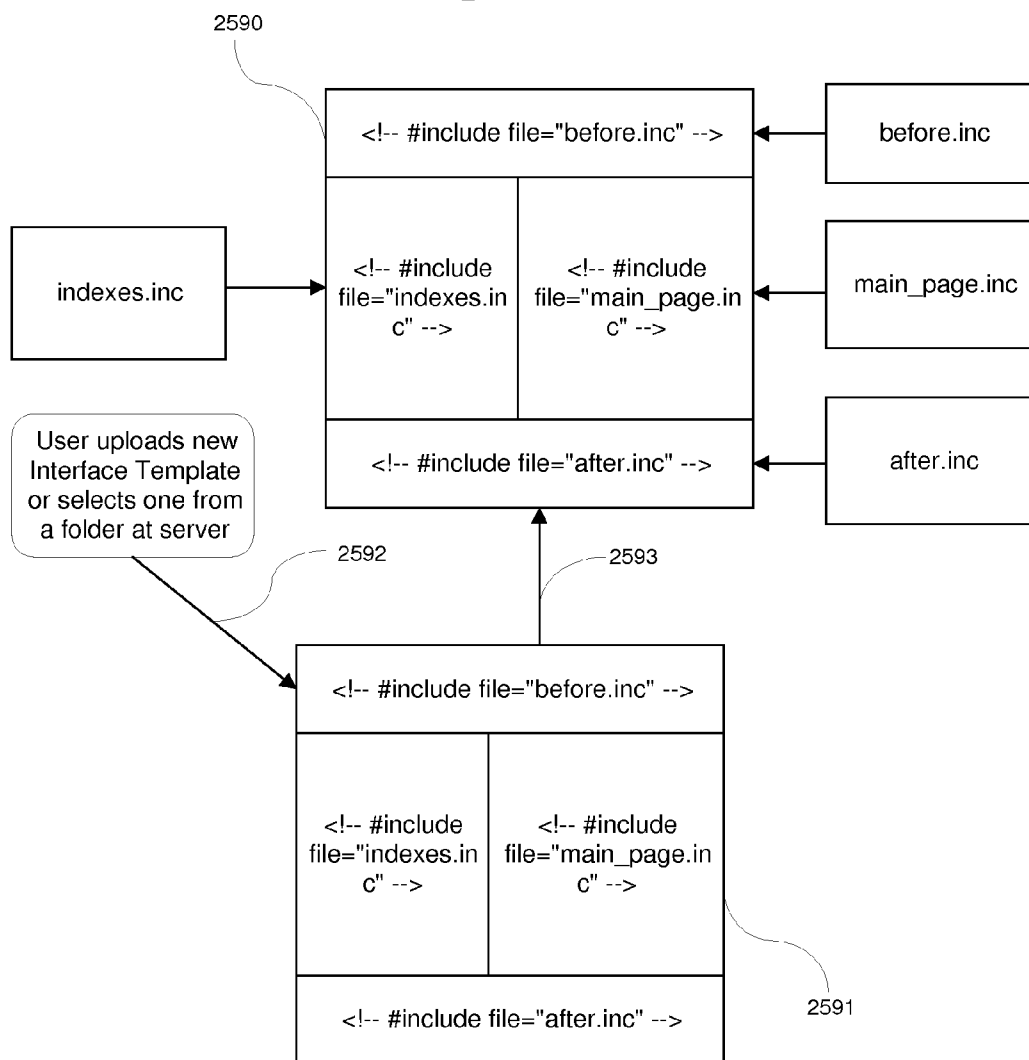 2590
<!-- #include file="before.inc" -->
before.inc
<!-- #include
file="indexes.in
c" -->
<!-- #include
file="main_page.in
c" -->
indexes.inc
main_page.inc
<!-- #include file="after.inc" -->
after.inc
User uploads new
Interface Template
or selects one from
a folder at server
2592
2593
<!-- #include file="before.inc" -->
<!-- #include
file="indexes.in
c" -->
<!-- #include
file="main_page.in
c" -->
2591
<!-- #include file="after.inc" -->